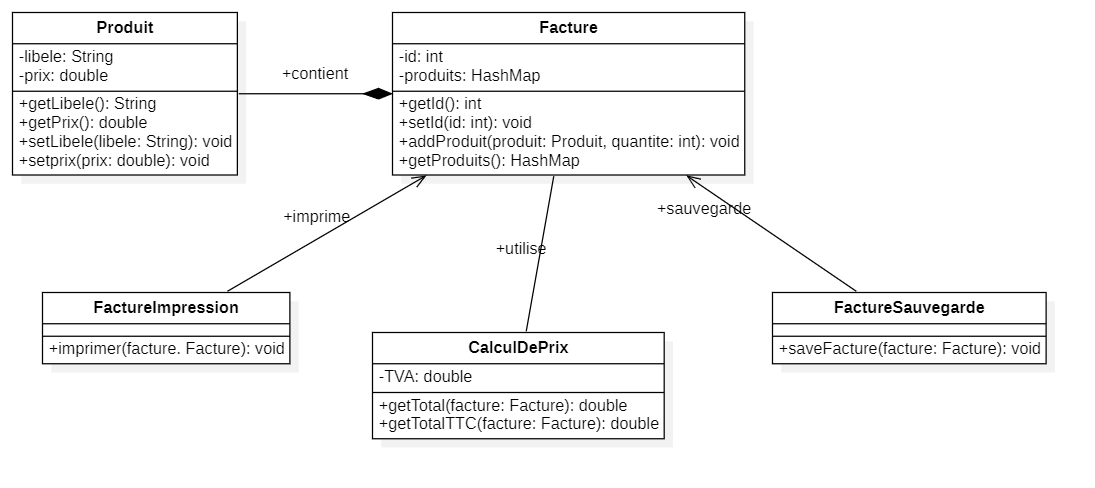 Produit
-libele: String
-prix: double
+getLibele(): String
+getPrix(): double
+setLibele(libele: String): void
+setprix(prix: double): void
+contient
Facture
-id: int
-produits: HashMap
+getId(): int
+setId(id: int): void
+addProduit(produit: Produit, quantite: int): void
+getProduits(): HashMap
+imprime
+utilise
+sauvegarde
FactureImpression
+imprimer(facture. Facture): void
CalculDePrix
-TVA: double
+getTotal(facture: Facture): double
+getTotalTTC(facture: Facture): double
FactureSauvegarde
+saveFacture(facture: Facture): void